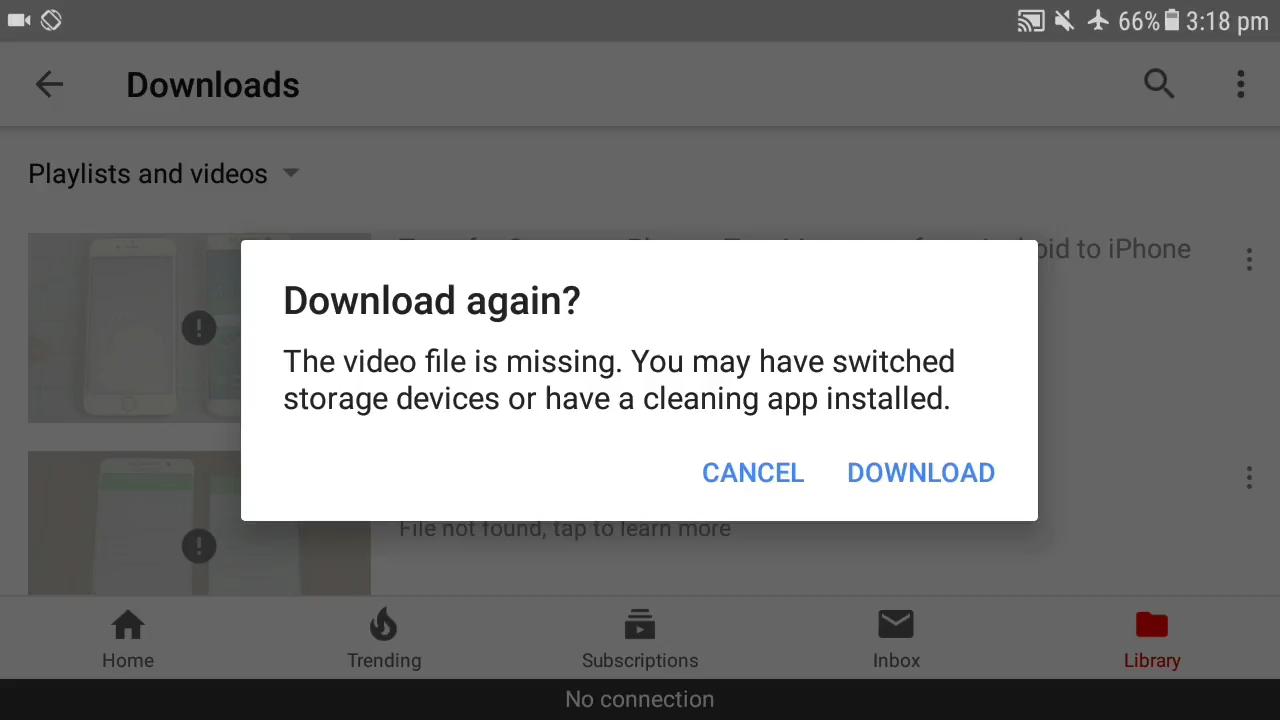 66% 3:18 pm
Downloads
Playlists and videos
oid to iPhone
Download again?
The video file is missing. You may have switched
storage devices or have a cleaning app installed.
CANCEL DOWNLOAD
File not found, tap to learn more
Home Trending Subscriptions Inbox Library
No connection